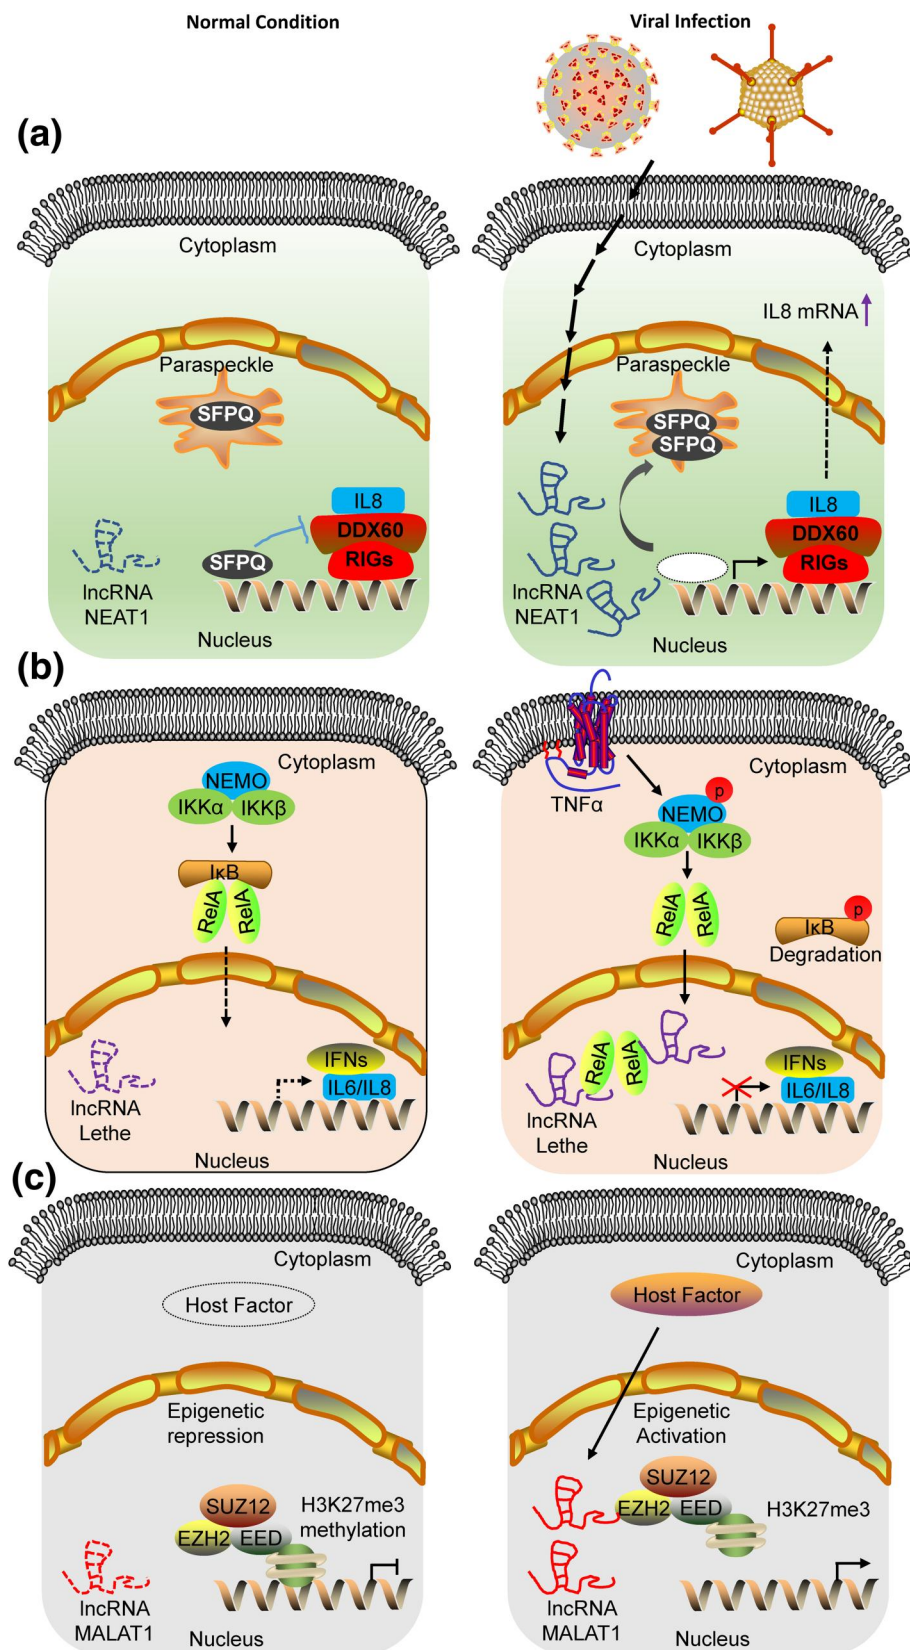 Normal Condition
Viral Infection
(a)
Cytoplasm
Paraspeckle
SFPQ
IL8
DDX60
RIGs
SFPQ
lncRNA
NEAT1
Nucleus
Cytoplasm
IL8 mRNA
Paraspeckle
SFPQ
SFPQ
IL8
DDX60
RIGs
lncRNA
NEAT1
Nucleus
(b)
Cytoplasm
NEMO
IKKα
IKKβ
IκB
RelA
RelA
IFNs
IL6/IL8
lncRNA
Lethe
Nucleus
Cytoplasm
TNFα
p
NEMO
IKKα
IKKβ
RelA
RelA
p
IκB
Degradation
RelA
RelA
IFNs
IL6/IL8
lncRNA
Lethe
Nucleus
(c)
Cytoplasm
Host Factor
Epigenetic
repression
SUZ12
EZH2
EED
H3K27me3
methylation
lncRNA
MALAT1
Nucleus
Cytoplasm
Host Factor
Epigenetic
Activation
SUZ12
EZH2
EED
H3K27me3
lncRNA
MALAT1
Nucleus